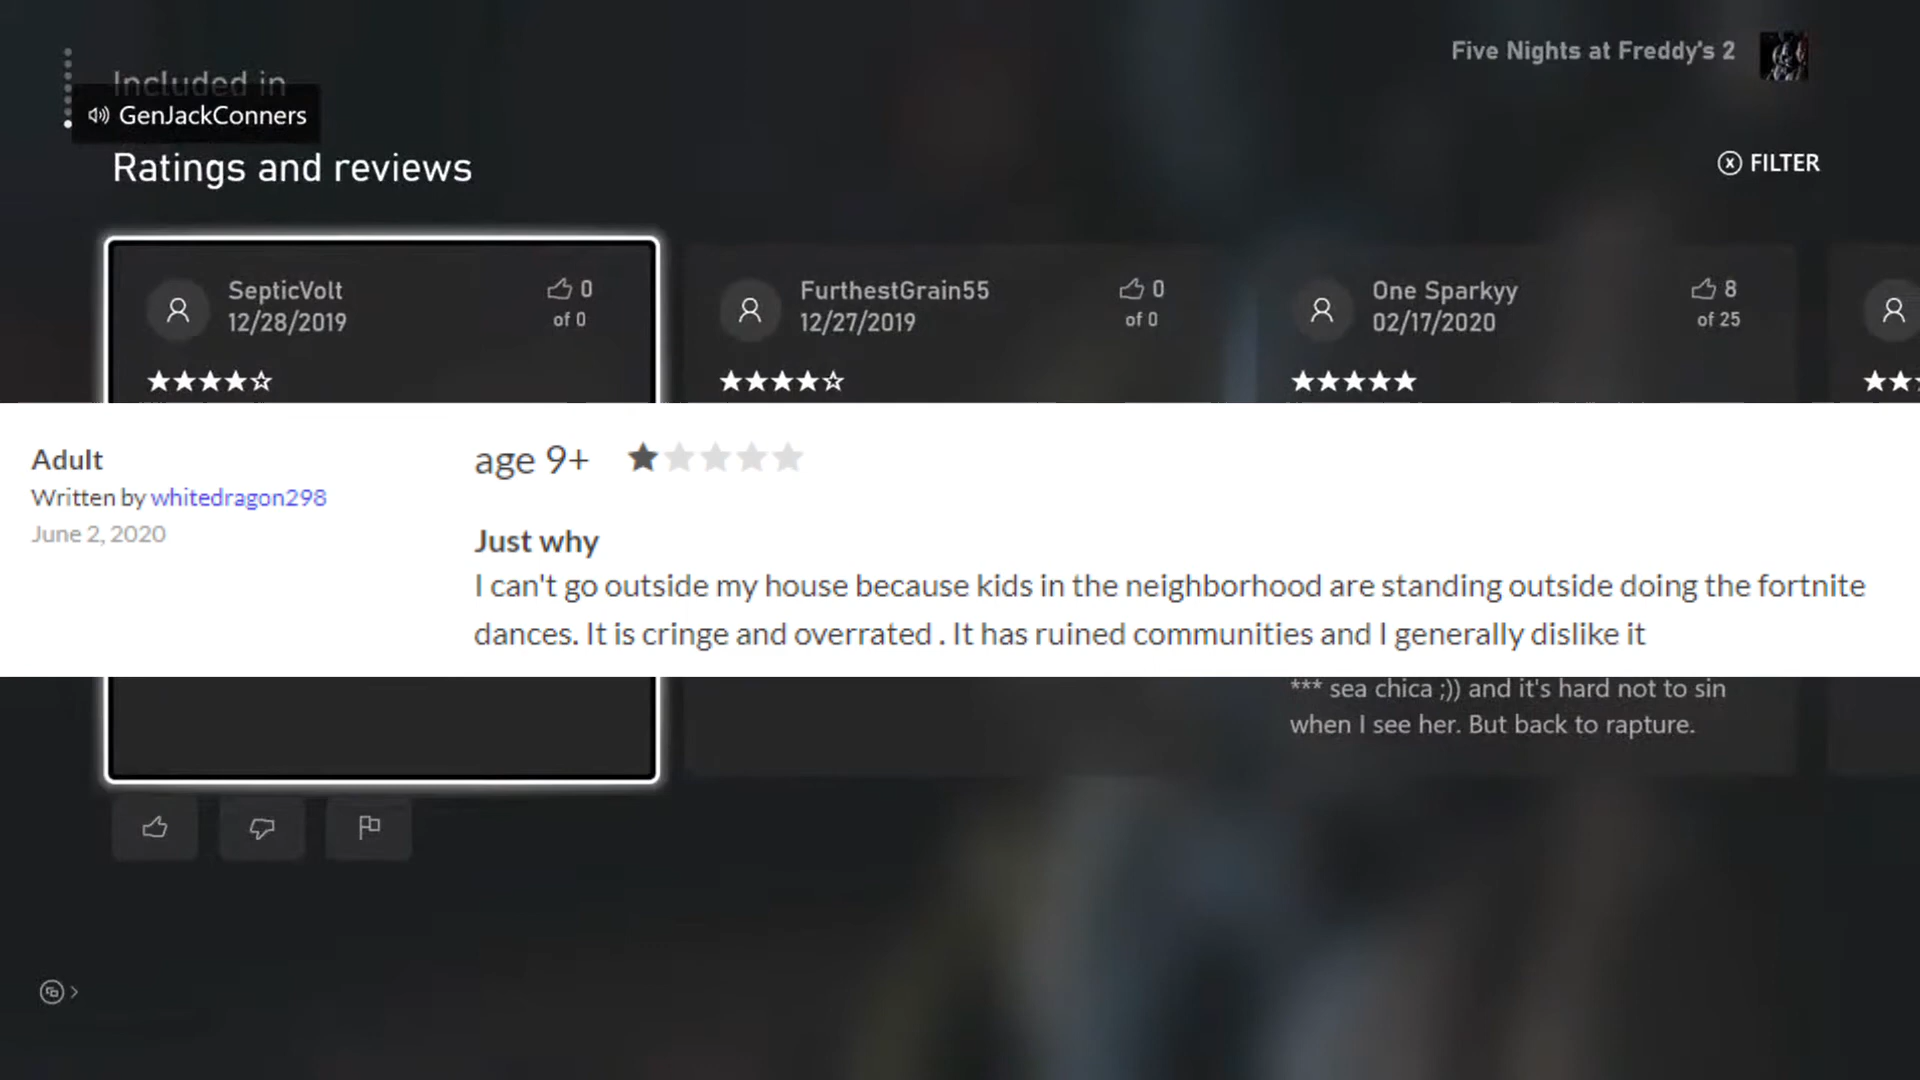 Five Nights at Freddy's 2
Included in
GenJackConners
Ratings and reviews
FILTER
SepticVolt
12/28/2019
0
of 0
FurthestGrain55
12/27/2019
0
of 0
One Sparkyy
02/17/2020
8
of 25
Adult
Written by whitedragon298
June 2, 2020
age 9+
Just why
I can't go outside my house because kids in the neighborhood are standing outside doing the fortnite
dances. It is cringe and overrated . It has ruined communities and I generally dislike it
*** sea chica ;)) and it's hard not to sin
when I see her. But back to rapture.